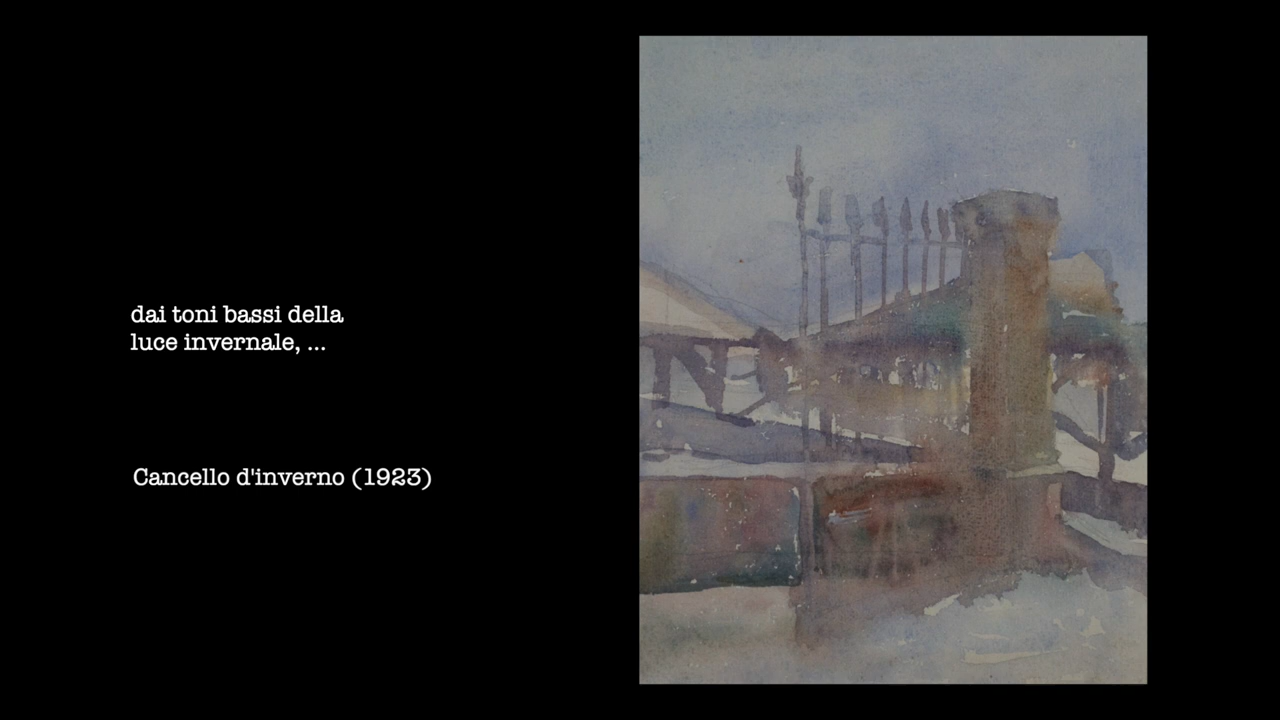 dai toni bassi della
luce invernale, ...
Cancello d'inverno (1923)